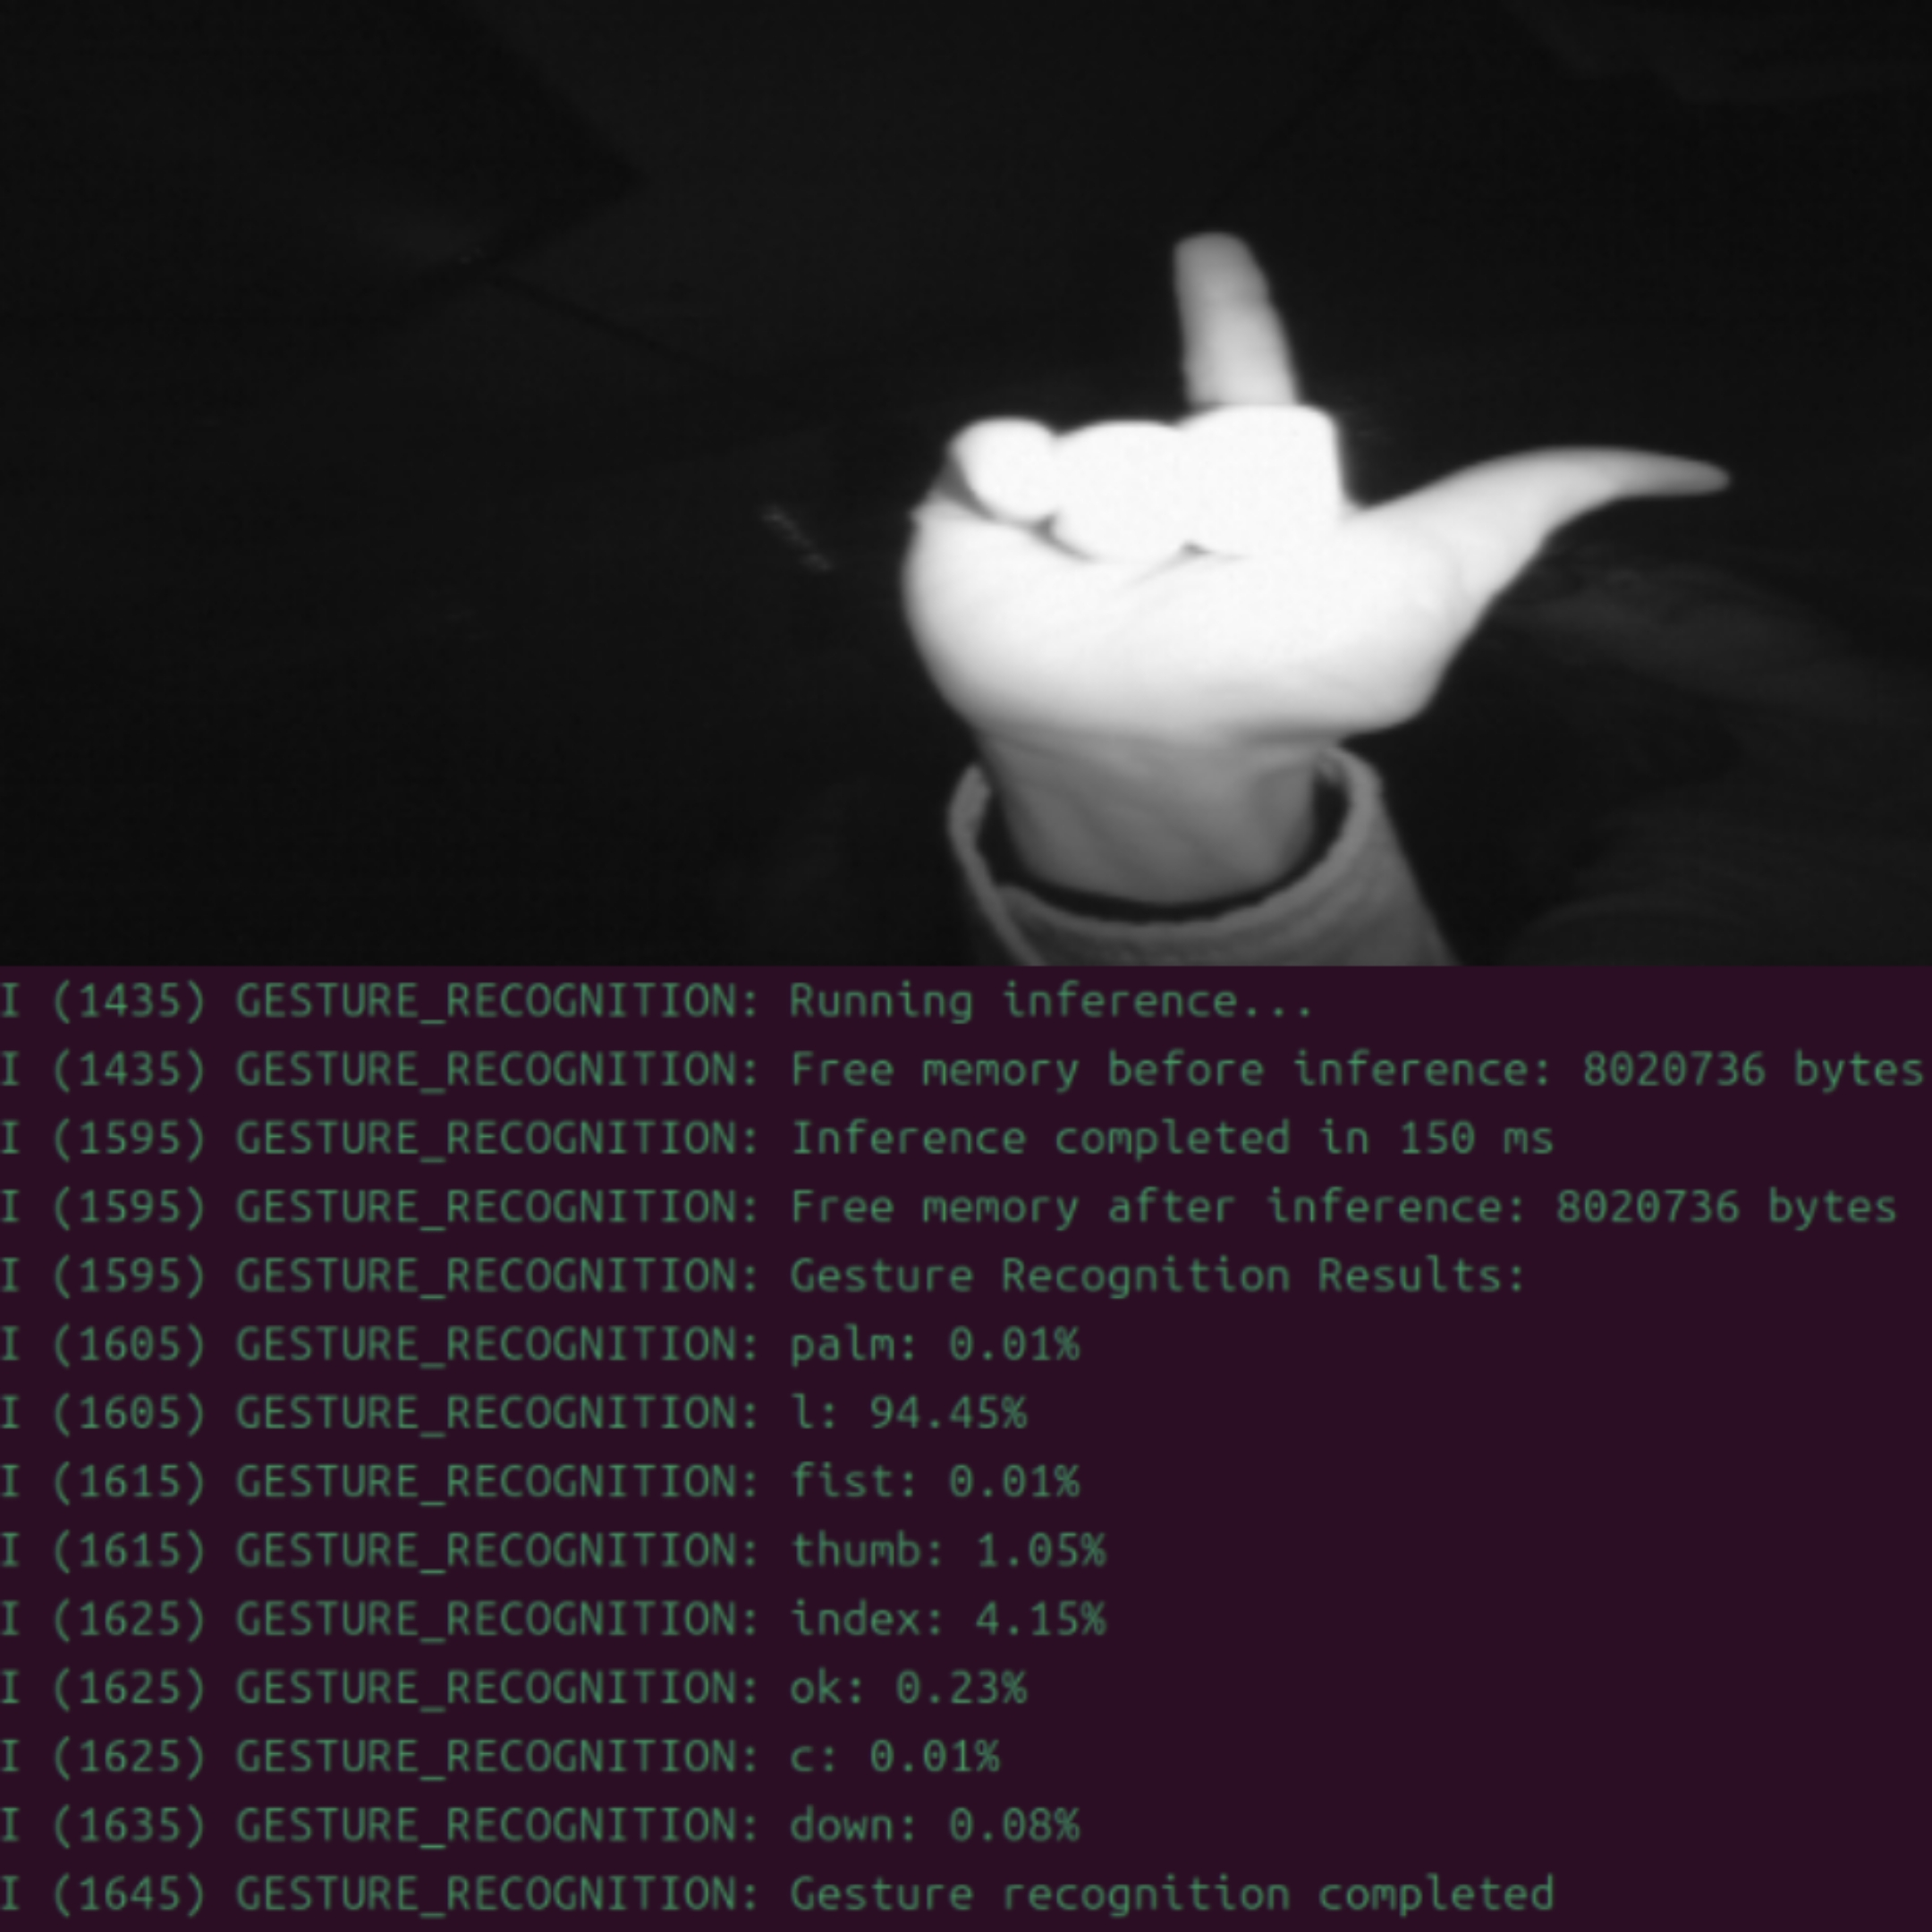 I (1435) GESTURE_RECOGNITION: Running inference...
I (1435) GESTURE_RECOGNITION: Free memory before inference: 8020736 bytes
I (1595) GESTURE_RECOGNITION: Inference completed in 150 ms
I (1595) GESTURE_RECOGNITION: Free memory after inference: 8020736 bytes
I (1595) GESTURE_RECOGNITION: Gesture Recognition Results:
I (1605) GESTURE_RECOGNITION: palm: 0.01%
I (1605) GESTURE_RECOGNITION: l: 94.45%
I (1615) GESTURE_RECOGNITION: fist: 0.01%
I (1615) GESTURE_RECOGNITION: thumb: 1.05%
I (1625) GESTURE_RECOGNITION: index: 4.15%
I (1625) GESTURE_RECOGNITION: ok: 0.23%
I (1625) GESTURE_RECOGNITION: c: 0.01%
I (1635) GESTURE_RECOGNITION: down: 0.08%
I (1645) GESTURE_RECOGNITION: Gesture recognition completed